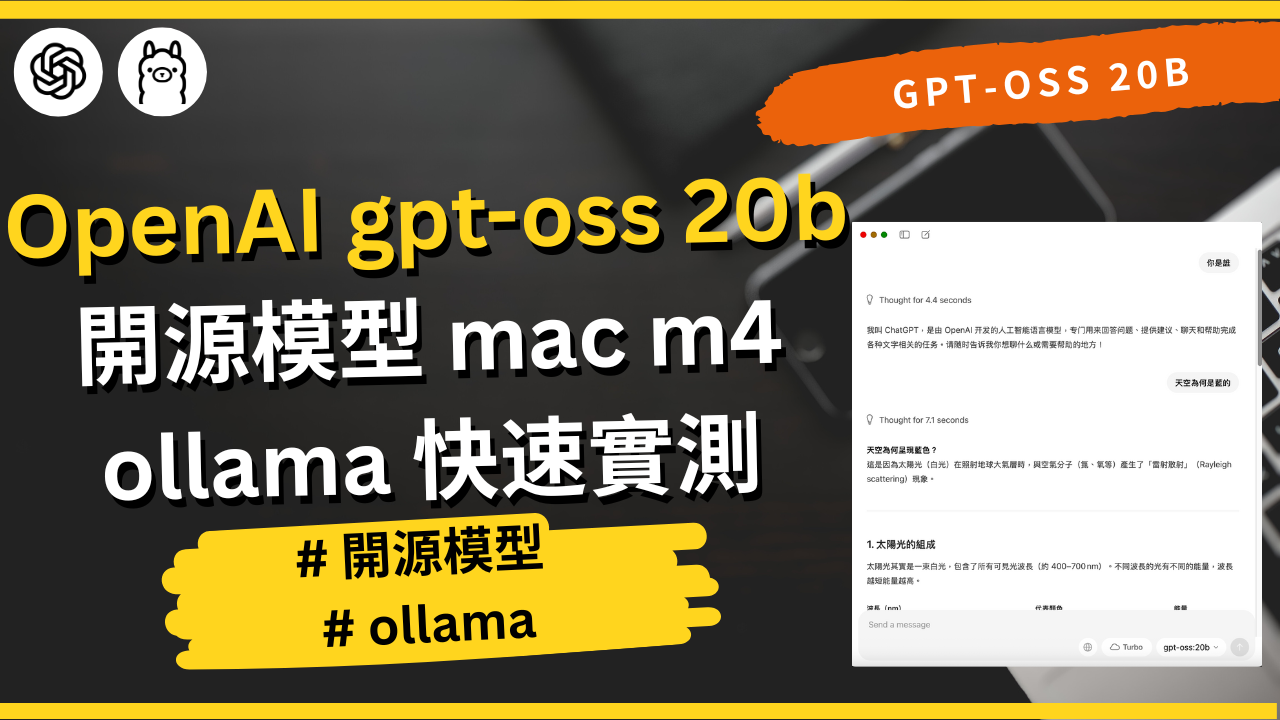 GPT-OSS 20B
OpenAI gpt-oss 20b
開源模型 mac m4
ollama 快速實測
# 開源模型
# ollama
你是誰
Thought for 4.4 seconds
我叫 ChatGPT，是由 OpenAI 开发的人工智能语言模型，专门用来回答问题、提供建议、聊天和帮助完成
各种文字相关的任务。请随时告诉我你想聊什么或需要帮助的地方！
天空為何是藍的
Thought for 7.1 seconds
天空為何呈現藍色？
這是因為太陽光（白光）在照射地球大氣層時，與空氣分子（氮、氧等）產生了「雷射散射」（Rayleigh
scattering）現象。
1. 太陽光的組成
太陽光其實是一束白光，包含了所有可見光波長（約 400–700 nm）。不同波長的光有不同的能量，波長
越短能量越高。
波長（nm） 代表顏色 能量
Send a message
Turbo gpt-oss:20b